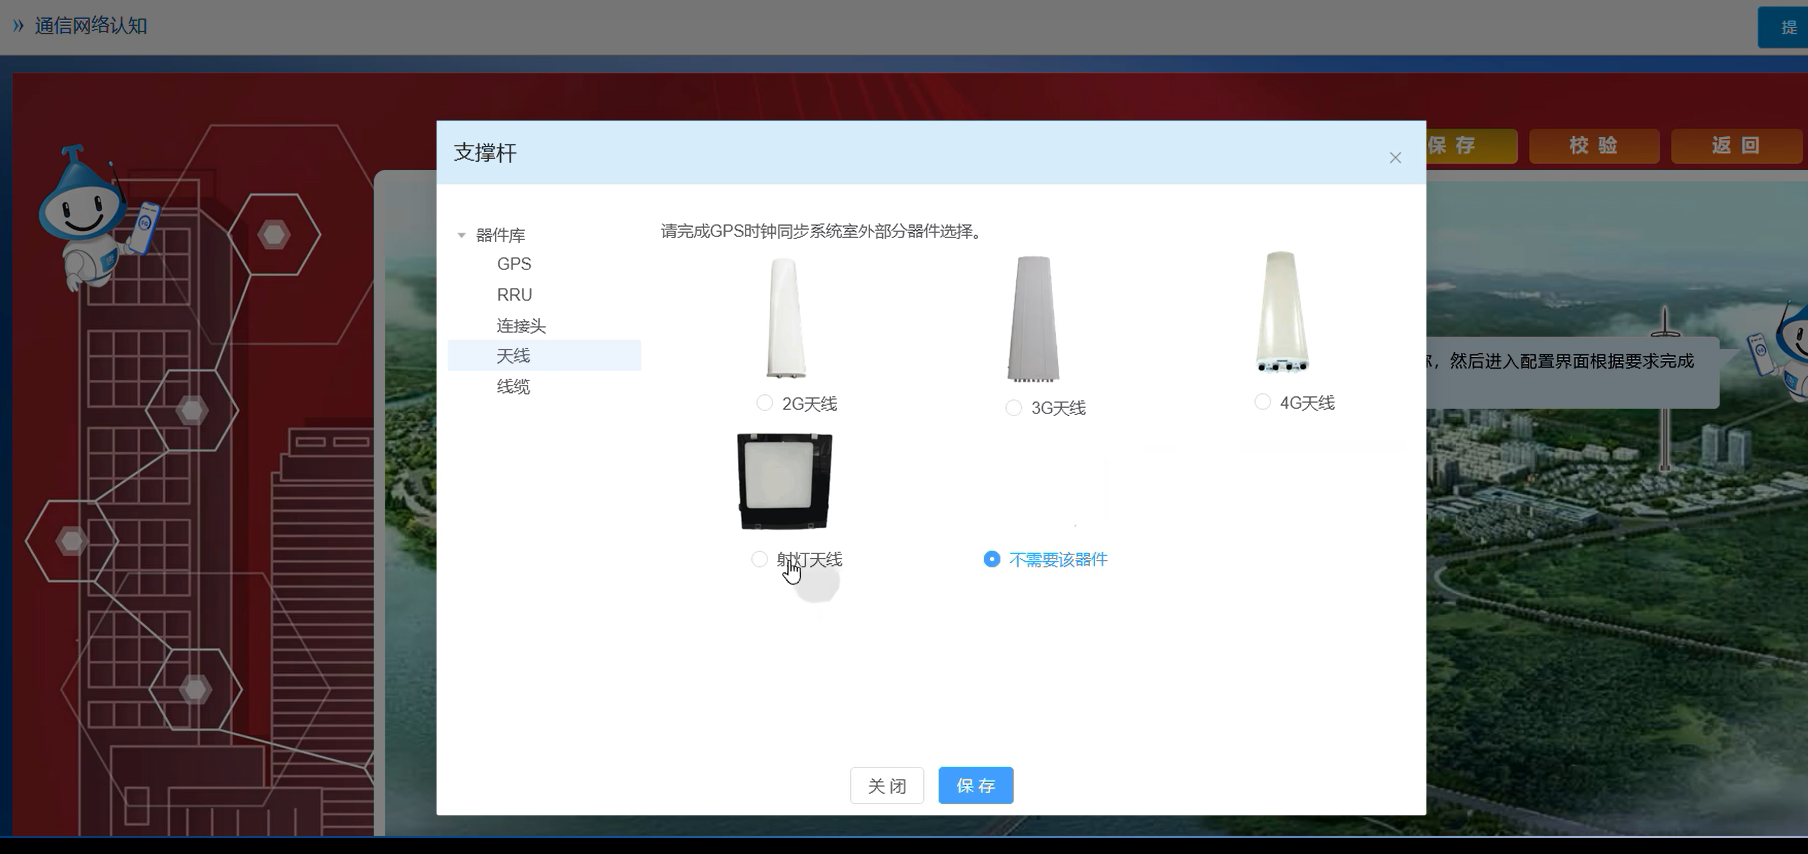 » 通信网络认知
提
保存
校验
返回
支撑杆
×
器件库
请完成GPS时钟同步系统室外部分器件选择。
GPS
RRU
连接头
天线
线缆
2G天线
3G天线
4G天线
，然后进入配置界面根据要求完成
射灯天线
不需要该器件
关闭
保存